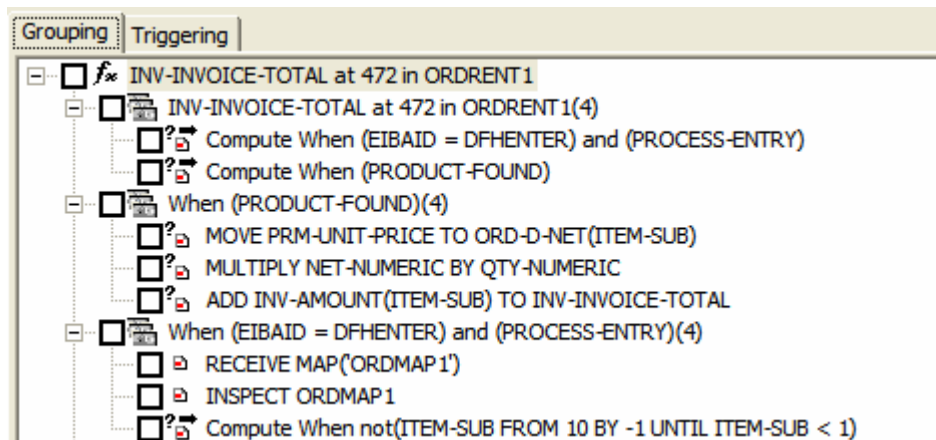 Grouping Triggering
fx INV-INVOICE-TOTAL at 472 in ORDRENT1
INV-INVOICE-TOTAL at 472 in ORDRENT1(4)
? Compute When (EIBAID = DFHENTER) and (PROCESS-ENTRY)
? Compute When (PRODUCT-FOUND)
When (PRODUCT-FOUND)(4)
? MOVE PRM-UNIT-PRICE TO ORD-D-NET(ITEM-SUB)
? MULTIPLY NET-NUMERIC BY QTY-NUMERIC
? ADD INV-AMOUNT(ITEM-SUB) TO INV-INVOICE-TOTAL
When (EIBAID = DFHENTER) and (PROCESS-ENTRY)(4)
RECEIVE MAP('ORDMAP1')
INSPECT ORDMAP1
? Compute When not(ITEM-SUB FROM 10 BY -1 UNTIL ITEM-SUB < 1)